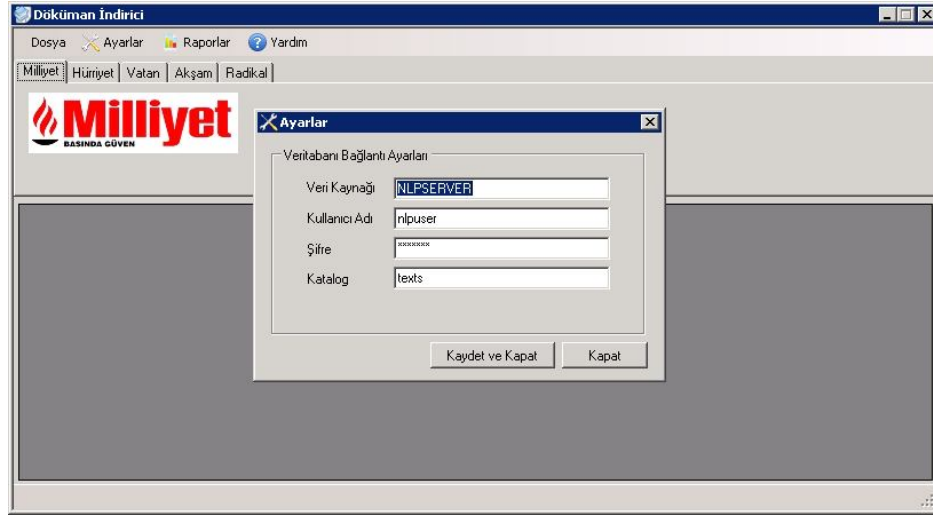 Döküman İndirici
Dosya Ayarlar Raporlar Yardım
Milliyet Hürriyet Vatan Akşam Radikal
Milliyet
BASINDA GÜVEN
Ayarlar
Veritabanı Bağlantı Ayarları
Veri Kaynağı NLPSERVER
Kullanıcı Adı nlpuser
Şifre *******
Katalog texts
Kaydet ve Kapat Kapat